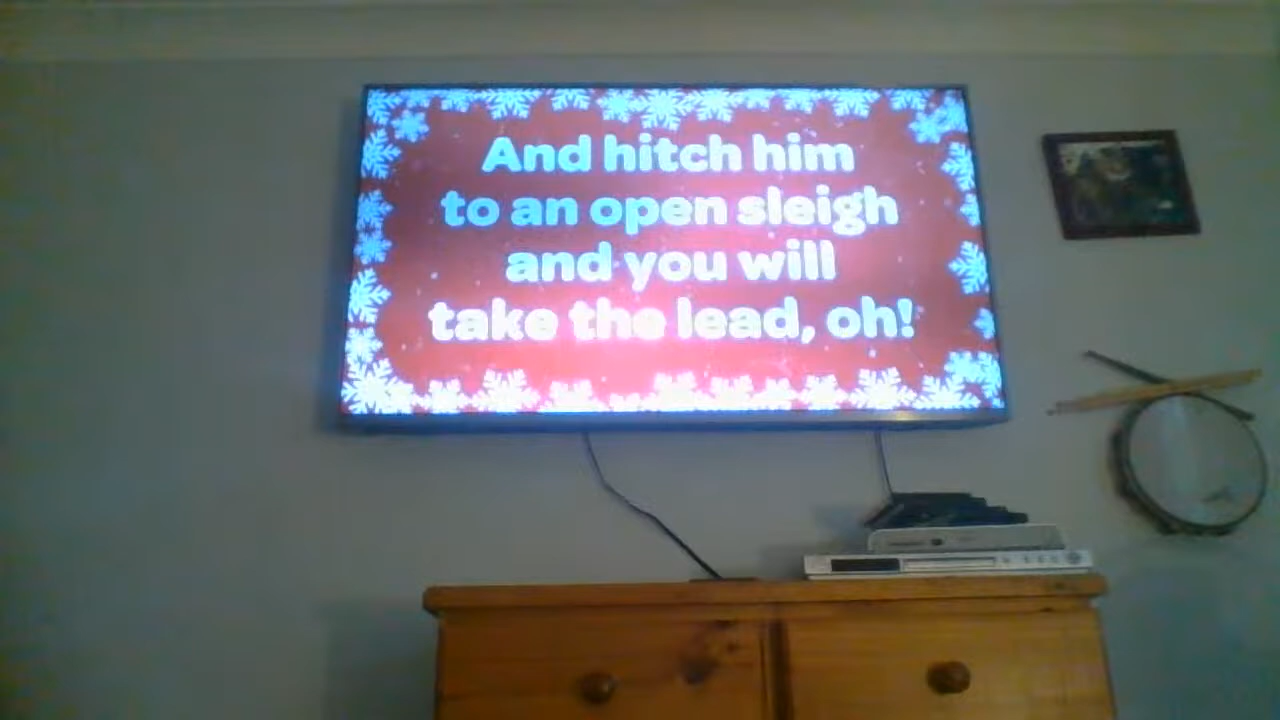 And hitch him
to an open sleigh
and you will
take the lead, oh!